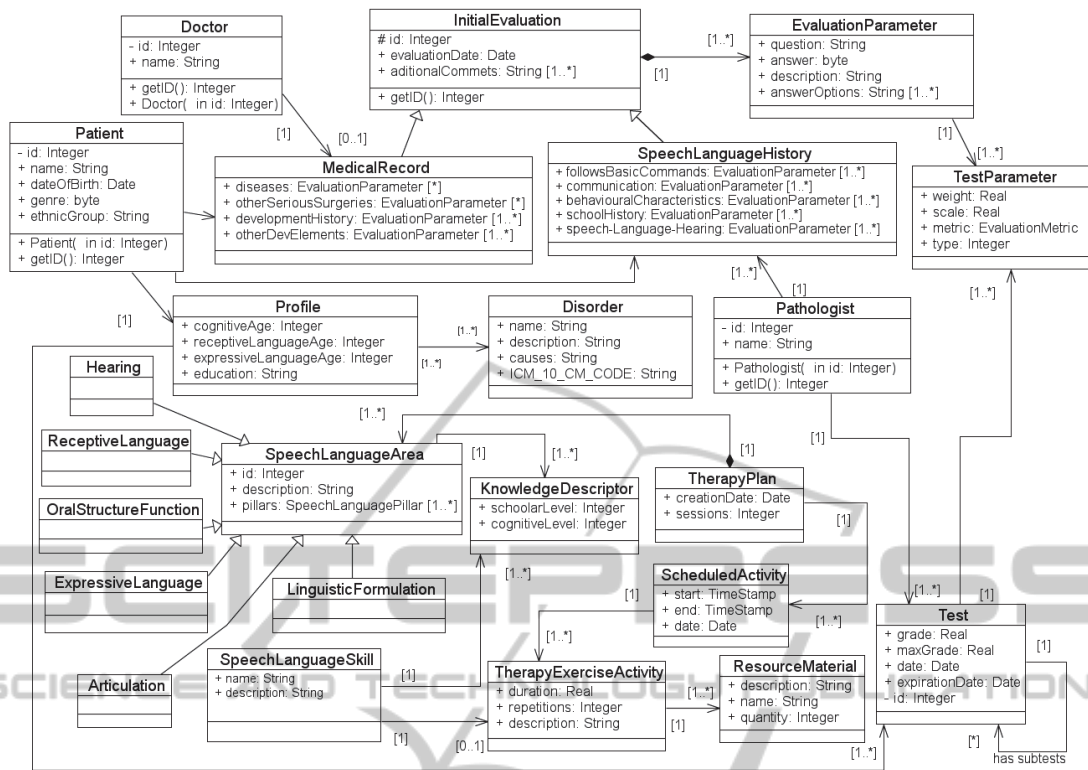 Doctor
- id: Integer
+ name: String
+ getID(): Integer
+ Doctor( in id: Integer)
[1]
[0..1]
InitialEvaluation
# id: Integer
+ evaluationDate: Date
+ aditionalCommets: String [1..*]
+ getID(): Integer
[1]
[1..*]
EvaluationParameter
+ question: String
+ answer: byte
+ description: String
+ answerOptions: String [1..*]
[1]
[1..*]
Patient
- id: Integer
+ name: String
+ dateOfBirth: Date
+ genre: byte
+ ethnicGroup: String
+ Patient( in id: Integer)
+ getID(): Integer
[1]
MedicalRecord
+ diseases: EvaluationParameter [*]
+ otherSeriousSurgeries: EvaluationParameter [*]
+ developmentHistory: EvaluationParameter [1..*]
+ otherDevElements: EvaluationParameter [1..*]
SpeechLanguageHistory
+followsBasicCommands: EvaluationParameter [1..*]
+ communication: EvaluationParameter [1..*]
+ behaviouralCharacteristics: EvaluationParameter [1..*]
+ schoolHistory: EvaluationParameter [1..*]
+ speech-Language-Hearing: EvaluationParameter [1..*]
[1..*]
[1]
TestParameter
+ weight: Real
+ scale: Real
+ metric: EvaluationMetric
+ type: Integer
[1..*]
Profile
+ cognitiveAge: Integer
+ receptiveLanguageAge: Integer
+ expressiveLanguageAge: Integer
+ education: String
[1..*]
[1..*]
Disorder
+ name: String
+ description: String
+ causes: String
+ ICM_10_CM_CODE: String
Pathologist
- id: Integer
+ name: String
+ Pathologist( in id: Integer)
+ getID(): Integer
[1]
Hearing
ReceptiveLanguage
OralStructureFunction
ExpressiveLanguage
Articulation
LinguisticFormulation
[1..*]
SpeechLanguageArea
+ id: Integer
+ description: String
+ pillars: SpeechLanguagePillar [1..*]
[1]
[1..*]
KnowledgeDescriptor
+ schoolarLevel: Integer
+ cognitiveLevel: Integer
[1..*]
[1]
TherapyPlan
+ creationDate: Date
+ sessions: Integer
[1]
ScheduledActivity
+ start: TimeStamp
+ end: TimeStamp
+ date: Date
[1]
[1..*]
[1..*]
SpeechLanguageSkill
+ name: String
+ description: String
[1]
[1]
[0..1]
TherapyExerciseActivity
+ duration: Real
+ repetitions: Integer
+ description: String
[1]
[1..*]
ResourceMaterial
+ description: String
+ name: String
+ quantity: Integer
[1..*]
[1]
Test
+ grade: Real
+ maxGrade: Real
+ date: Date
+ expirationDate: Date
- id: Integer
[1]
[1..*]
[*]
has subtests
SCITEPRESS
SCIENCE AND TECHNOLOGY PUBLICATIONS